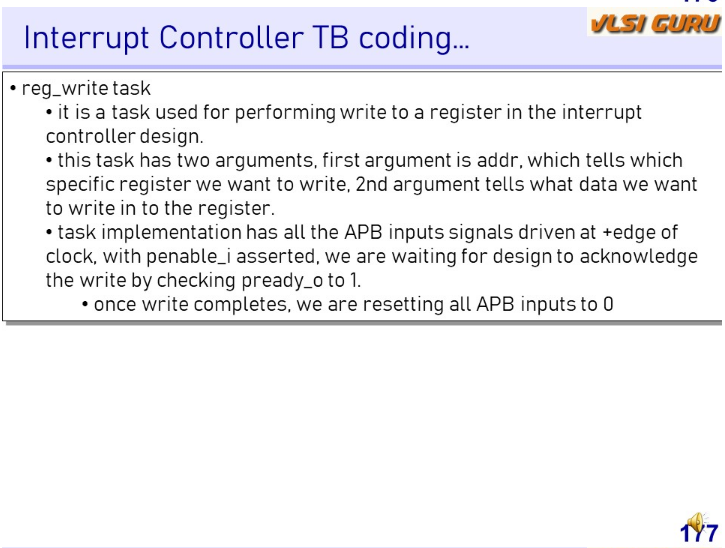 Interrupt Controller TB coding...
VLSI GURU
• reg_write task
• it is a task used for performing write to a register in the interrupt
controller design.
• this task has two arguments, first argument is addr, which tells which
specific register we want to write, 2nd argument tells what data we want
to write in to the register.
• task implementation has all the APB inputs signals driven at +edge of
clock, with penable_i asserted, we are waiting for design to acknowledge
the write by checking pready_o to 1.
• once write completes, we are resetting all APB inputs to 0
177